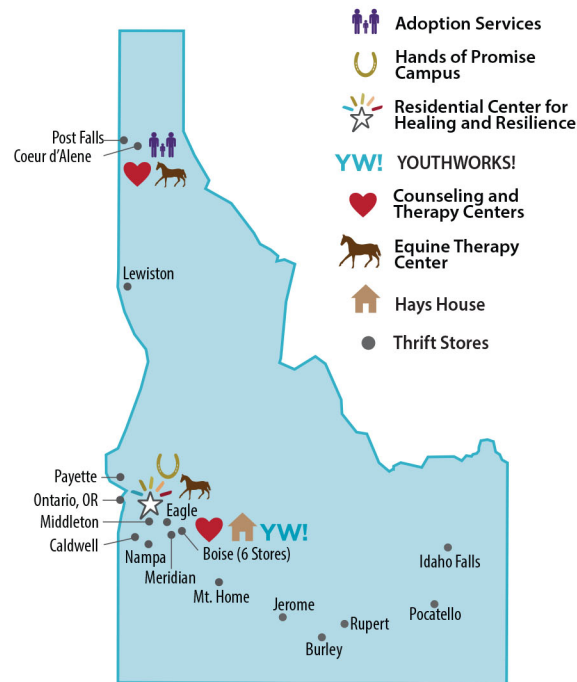 Adoption Services
Hands of Promise
Campus
Residential Center for
Healing and Resilience
YW! YOUTHWORKS!
Counseling and
Therapy Centers
Equine Therapy
Center
Hays House
Thrift Stores
Post Falls
Coeur d’Alene
Lewiston
Payette
Ontario, OR
Middleton
Eagle
Caldwell
Nampa
Meridian
Boise (6 Stores)
YW!
Mt. Home
Jerome
Burley
Rupert
Pocatello
Idaho Falls